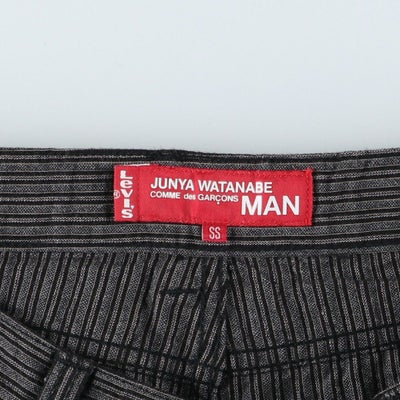 LEVI'S ®
JUNYA WATANABE
COMME des GARÇONS
MAN
SS